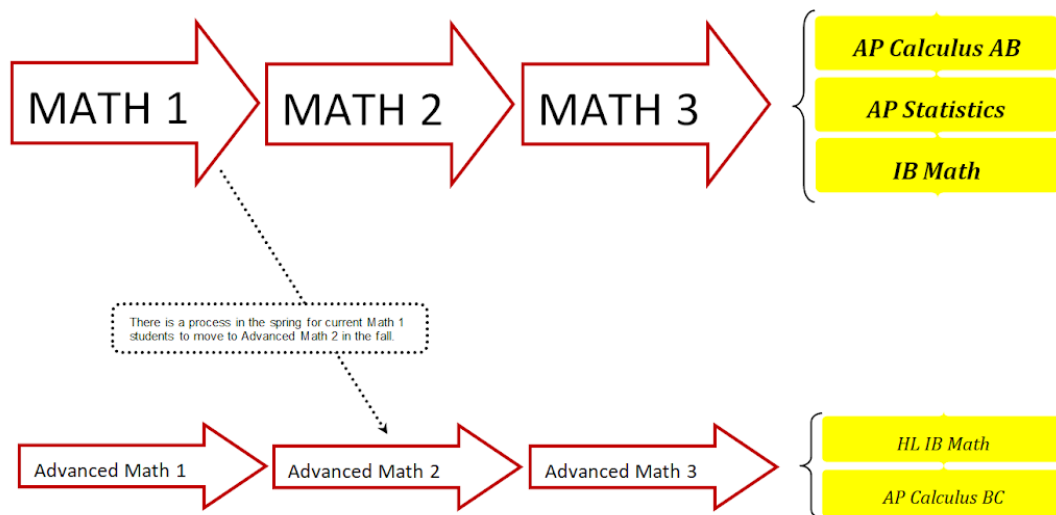 MATH 1
MATH 2
MATH 3
AP Calculus AB
AP Statistics
IB Math
There is a process in the spring for current Math 1
students to move to Advanced Math 2 in the fall.
Advanced Math 1
Advanced Math 2
Advanced Math 3
HL IB Math
AP Calculus BC